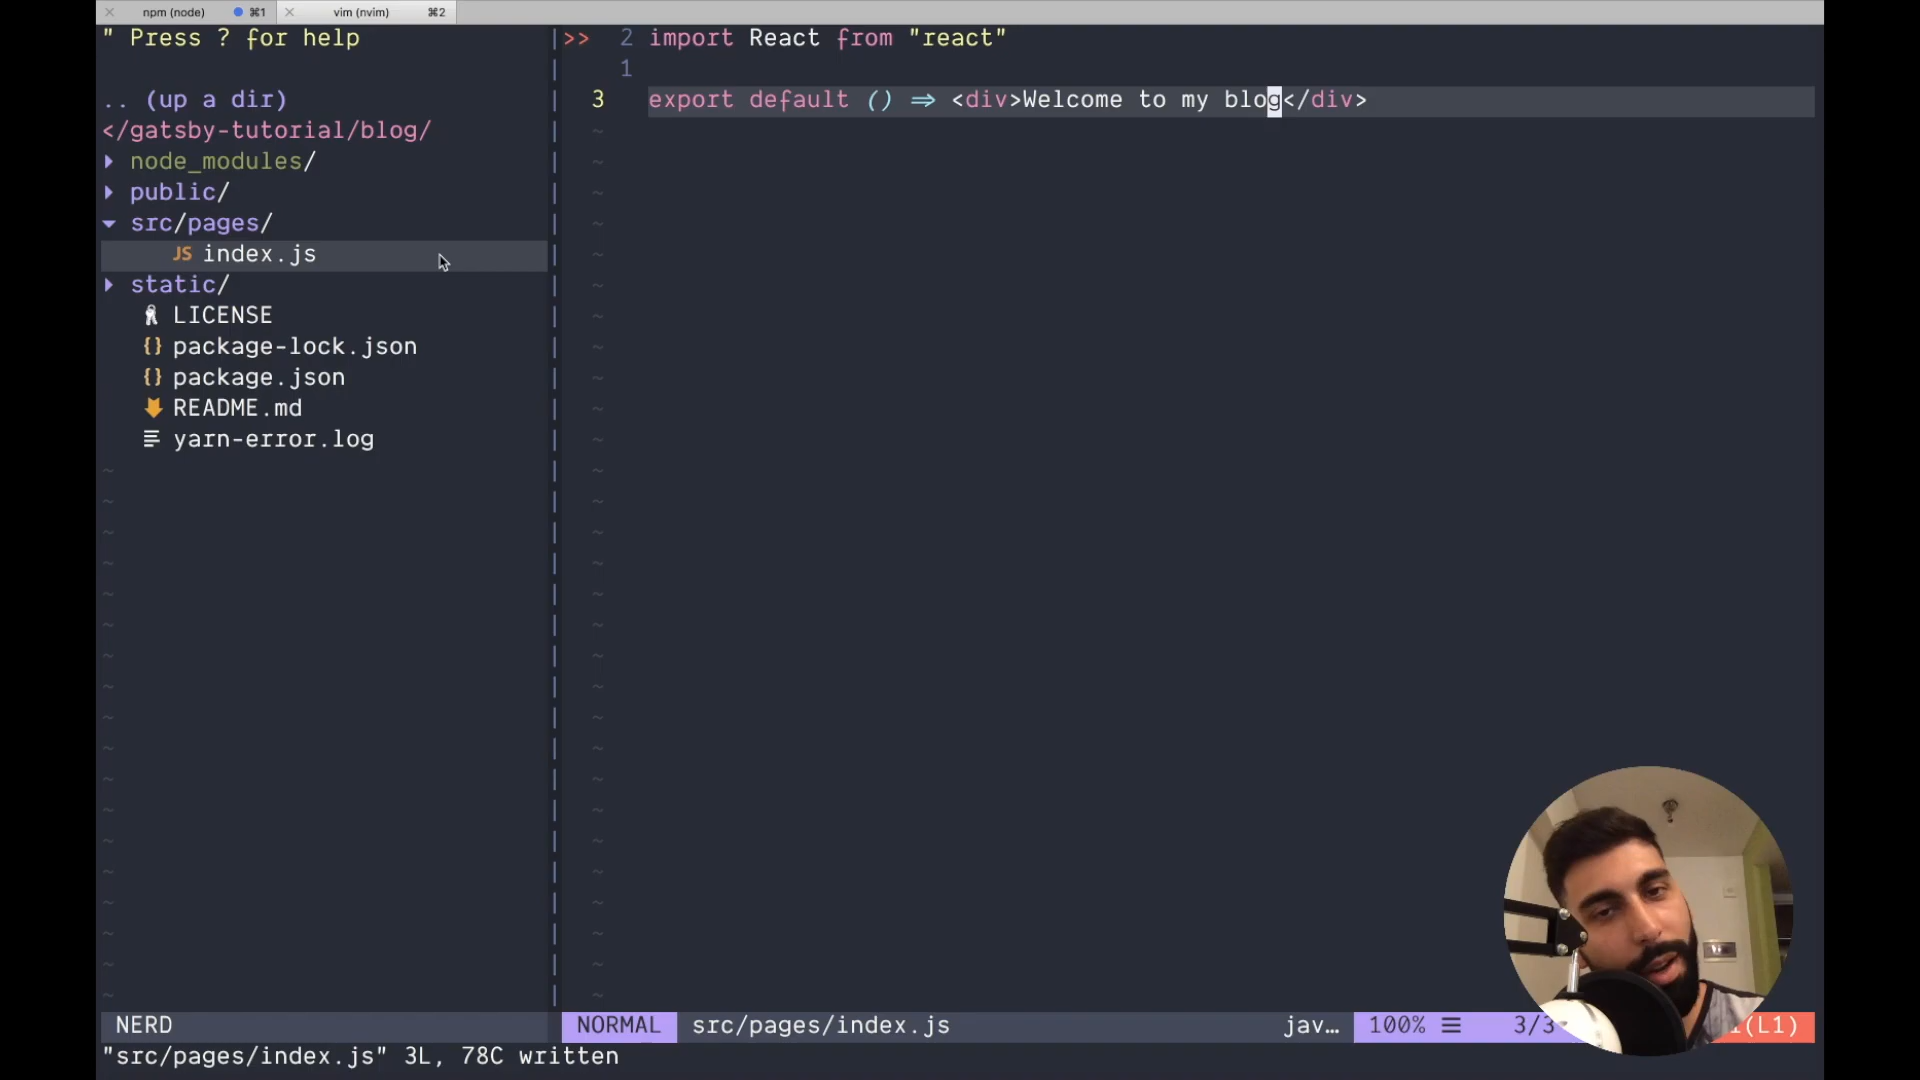 npm (node) ⌘1 vim (nvim) ⌘2
" Press ? for help
.. (up a dir)
</gatsby-tutorial/blog/
node_modules/
public/
src/pages/
JS index.js
static/
LICENSE
{} package-lock.json
{} package.json
README.md
yarn-error.log
>> 2 import React from "react"
1
3 export default () => <div>Welcome to my blog</div>
NERD
NORMAL src/pages/index.js jav… 100% ☰ 3/3 (L1)
"src/pages/index.js" 3L, 78C written